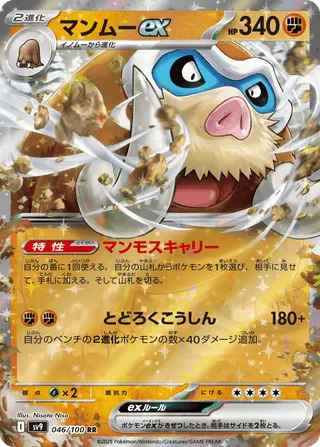 2進化 マンムーex HP340
イノムーから進化
特性 とくせい マンモスキャリー
自分の番に1回使える。自分の山札からポケモンを1枚選び、相手に見せて、手札に加える。そして山札を切る。
とどろくこうしん 180+
自分のベンチの2進化ポケモンの数×40ダメージ追加。
弱点 ×2 抵抗力 にげる
Illus. Nisota Niso
D sv9 046/100 RR
exルール
ポケモンexがきぜつしたとき、相手はサイドを2枚とる。
©2025 Pokémon/Nintendo/Creatures/GAME FREAK.